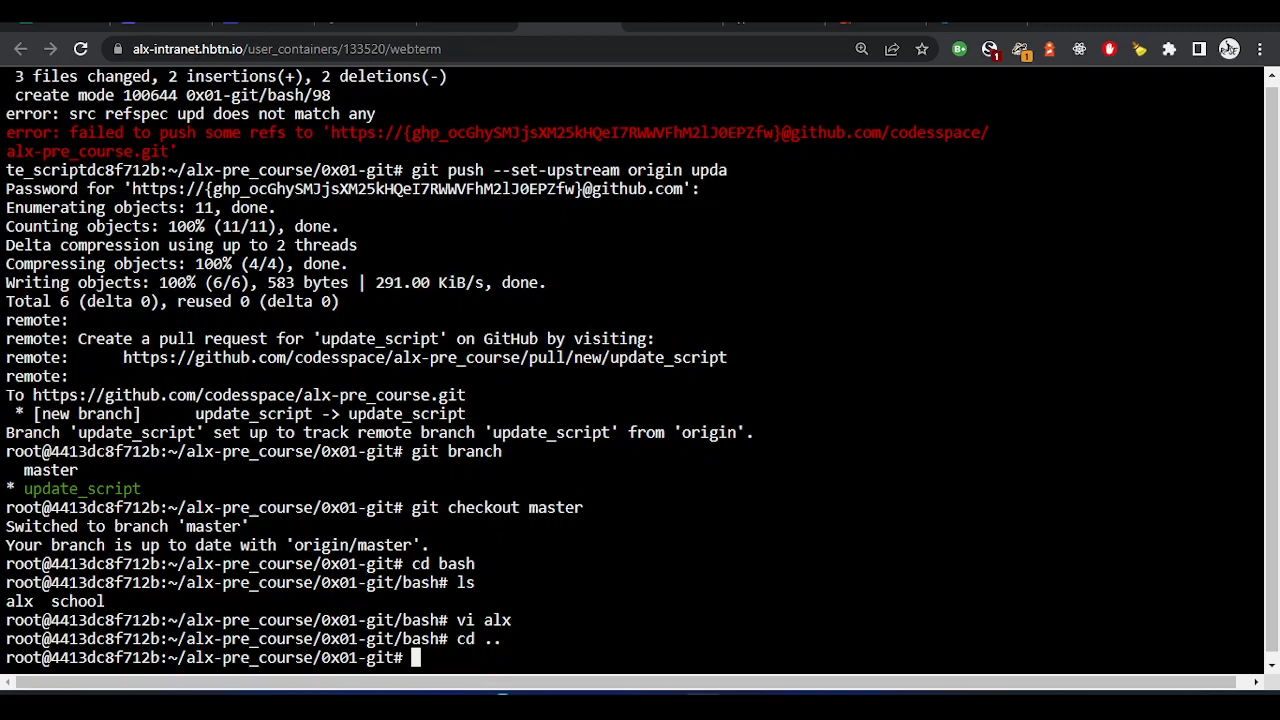 alx-intranet.hbtn.io/user_containers/133520/webterm
3 files changed, 2 insertions(+), 2 deletions(-)
create mode 100644 0x01-git/bash/98
error: src refspec upd does not match any
error: failed to push some refs to 'https://{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}@github.com/codesspace/
alx-pre_course.git'
te_scriptdc8f712b:~/alx-pre_course/0x01-git# git push --set-upstream origin upda
Password for 'https://{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}@github.com':
Enumerating objects: 11, done.
Counting objects: 100% (11/11), done.
Delta compression using up to 2 threads
Compressing objects: 100% (4/4), done.
Writing objects: 100% (6/6), 583 bytes | 291.00 KiB/s, done.
Total 6 (delta 0), reused 0 (delta 0)
remote:
remote: Create a pull request for 'update_script' on GitHub by visiting:
remote:      https://github.com/codesspace/alx-pre_course/pull/new/update_script
remote:
To https://github.com/codesspace/alx-pre_course.git
* [new branch]      update_script -> update_script
Branch 'update_script' set up to track remote branch 'update_script' from 'origin'.
root@4413dc8f712b:~/alx-pre_course/0x01-git# git branch
master
* update_script
root@4413dc8f712b:~/alx-pre_course/0x01-git# git checkout master
Switched to branch 'master'
Your branch is up to date with 'origin/master'.
root@4413dc8f712b:~/alx-pre_course/0x01-git# cd bash
root@4413dc8f712b:~/alx-pre_course/0x01-git/bash# ls
alx  school
root@4413dc8f712b:~/alx-pre_course/0x01-git/bash# vi alx
root@4413dc8f712b:~/alx-pre_course/0x01-git/bash# cd ..
root@4413dc8f712b:~/alx-pre_course/0x01-git#